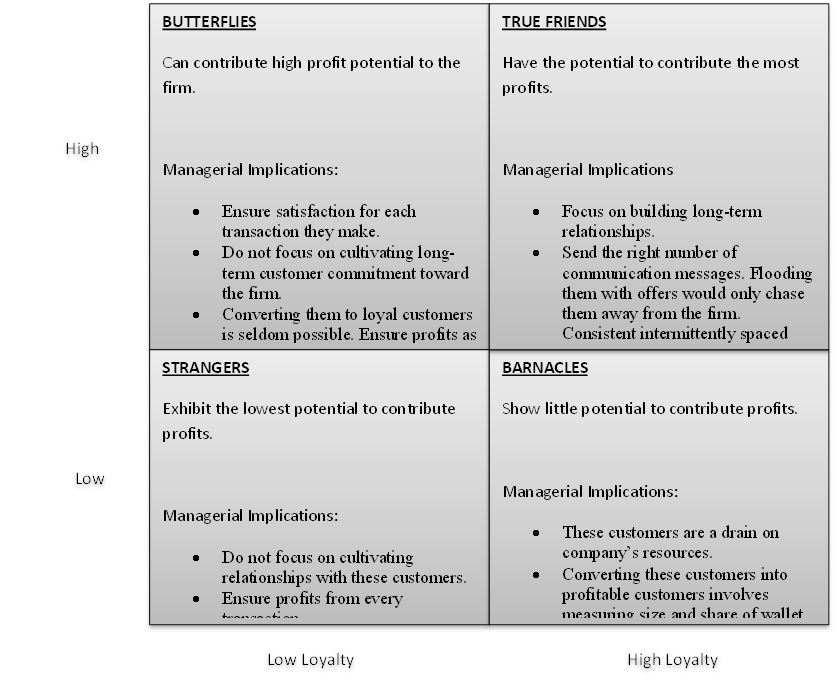 BUTTERFLIES
Can contribute high profit potential to the
firm.
Managerial Implications:
• Ensure satisfaction for each
transaction they make.
• Do not focus on cultivating long-
term customer commitment toward
the firm.
• Converting them to loyal customers
is seldom possible. Ensure profits as
TRUE FRIENDS
Have the potential to contribute the most
profits.
Managerial Implications
• Focus on building long-term
relationships.
• Send the right number of
communication messages. Flooding
them with offers would only chase
them away from the firm.
Consistent intermittently spaced
High
STRANGERS
Exhibit the lowest potential to contribute
profits.
Managerial Implications:
• Do not focus on cultivating
relationships with these customers.
• Ensure profits from every
transaction.
BARNACLES
Show little potential to contribute profits.
Managerial Implications:
• These customers are a drain on
company’s resources.
• Converting these customers into
profitable customers involves
measuring size and share of wallet
Low
Low Loyalty
High Loyalty